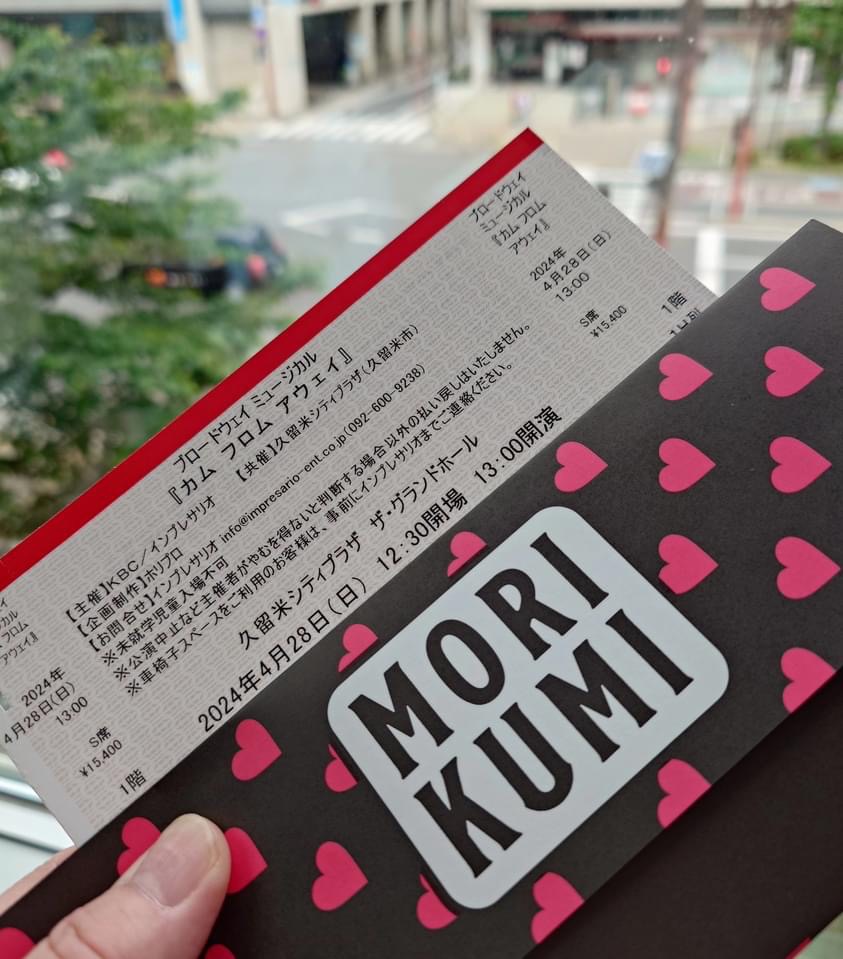 ブロードウェイ ミュージカル
『カム フロム アウェイ』
【主催】KBC／インプレサリオ 【共催】久留米シティプラザ(久留米市)
【企画制作】ホリプロ
【お問合せ】インプレサリオ info@impresario-ent.co.jp(092-600-9238)
※未就学児童入場不可
※公演中止など主催者がやむを得ないと判断する場合以外の払い戻しはいたしません。
※車椅子スペースをご利用のお客様は、事前にインプレサリオまでご連絡ください。
久留米シティプラザ ザ・グランドホール
2024年4月28日(日) 12:30開場 13:00開演
ブロードウェイ
ミュージカル
『カム フロム
アウェイ』
2024年
4月28日(日)
13:00
S席
¥15,400
1階
イ
カル
フロム
アウェイ』
2024年
4月28日(日)
13:00
S席
¥15,400
1階
MORI
KUMI